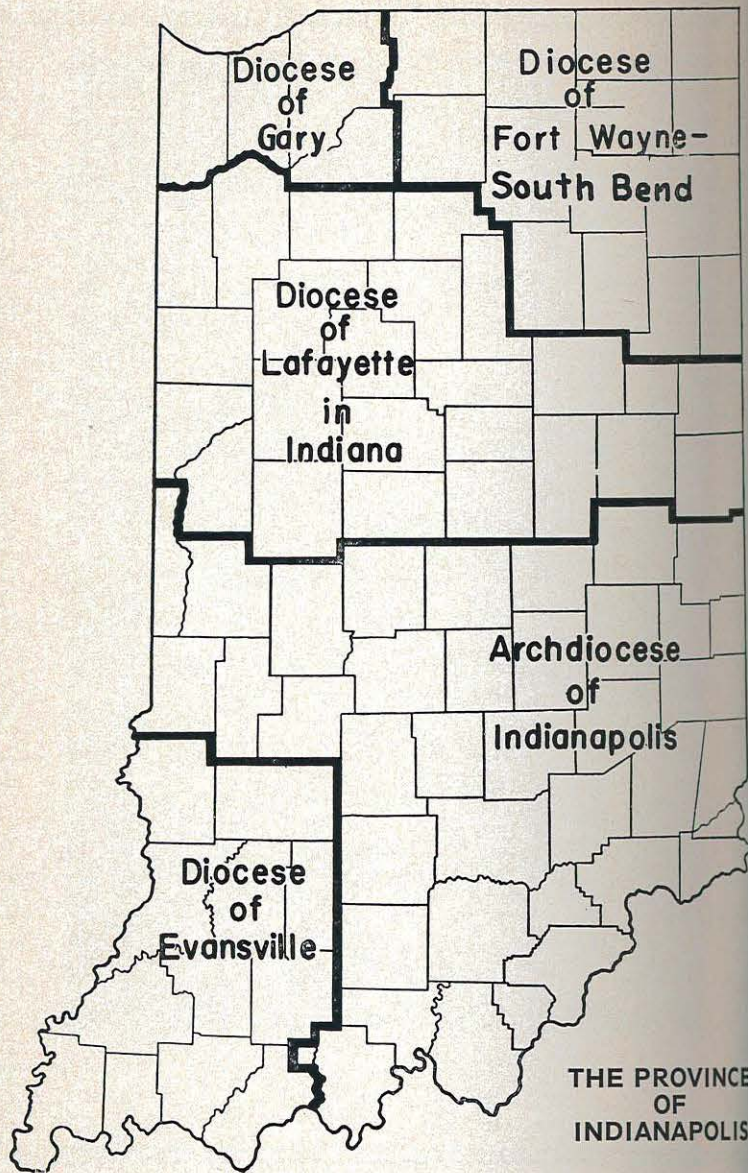 Diocese
of
Gary
Diocese
of
Fort Wayne-
South Bend
Diocese
of
Lafayette
in
Indiana
Archdiocese
of
Indianapolis
Diocese
of
Evansville
THE PROVINCE
OF
INDIANAPOLIS